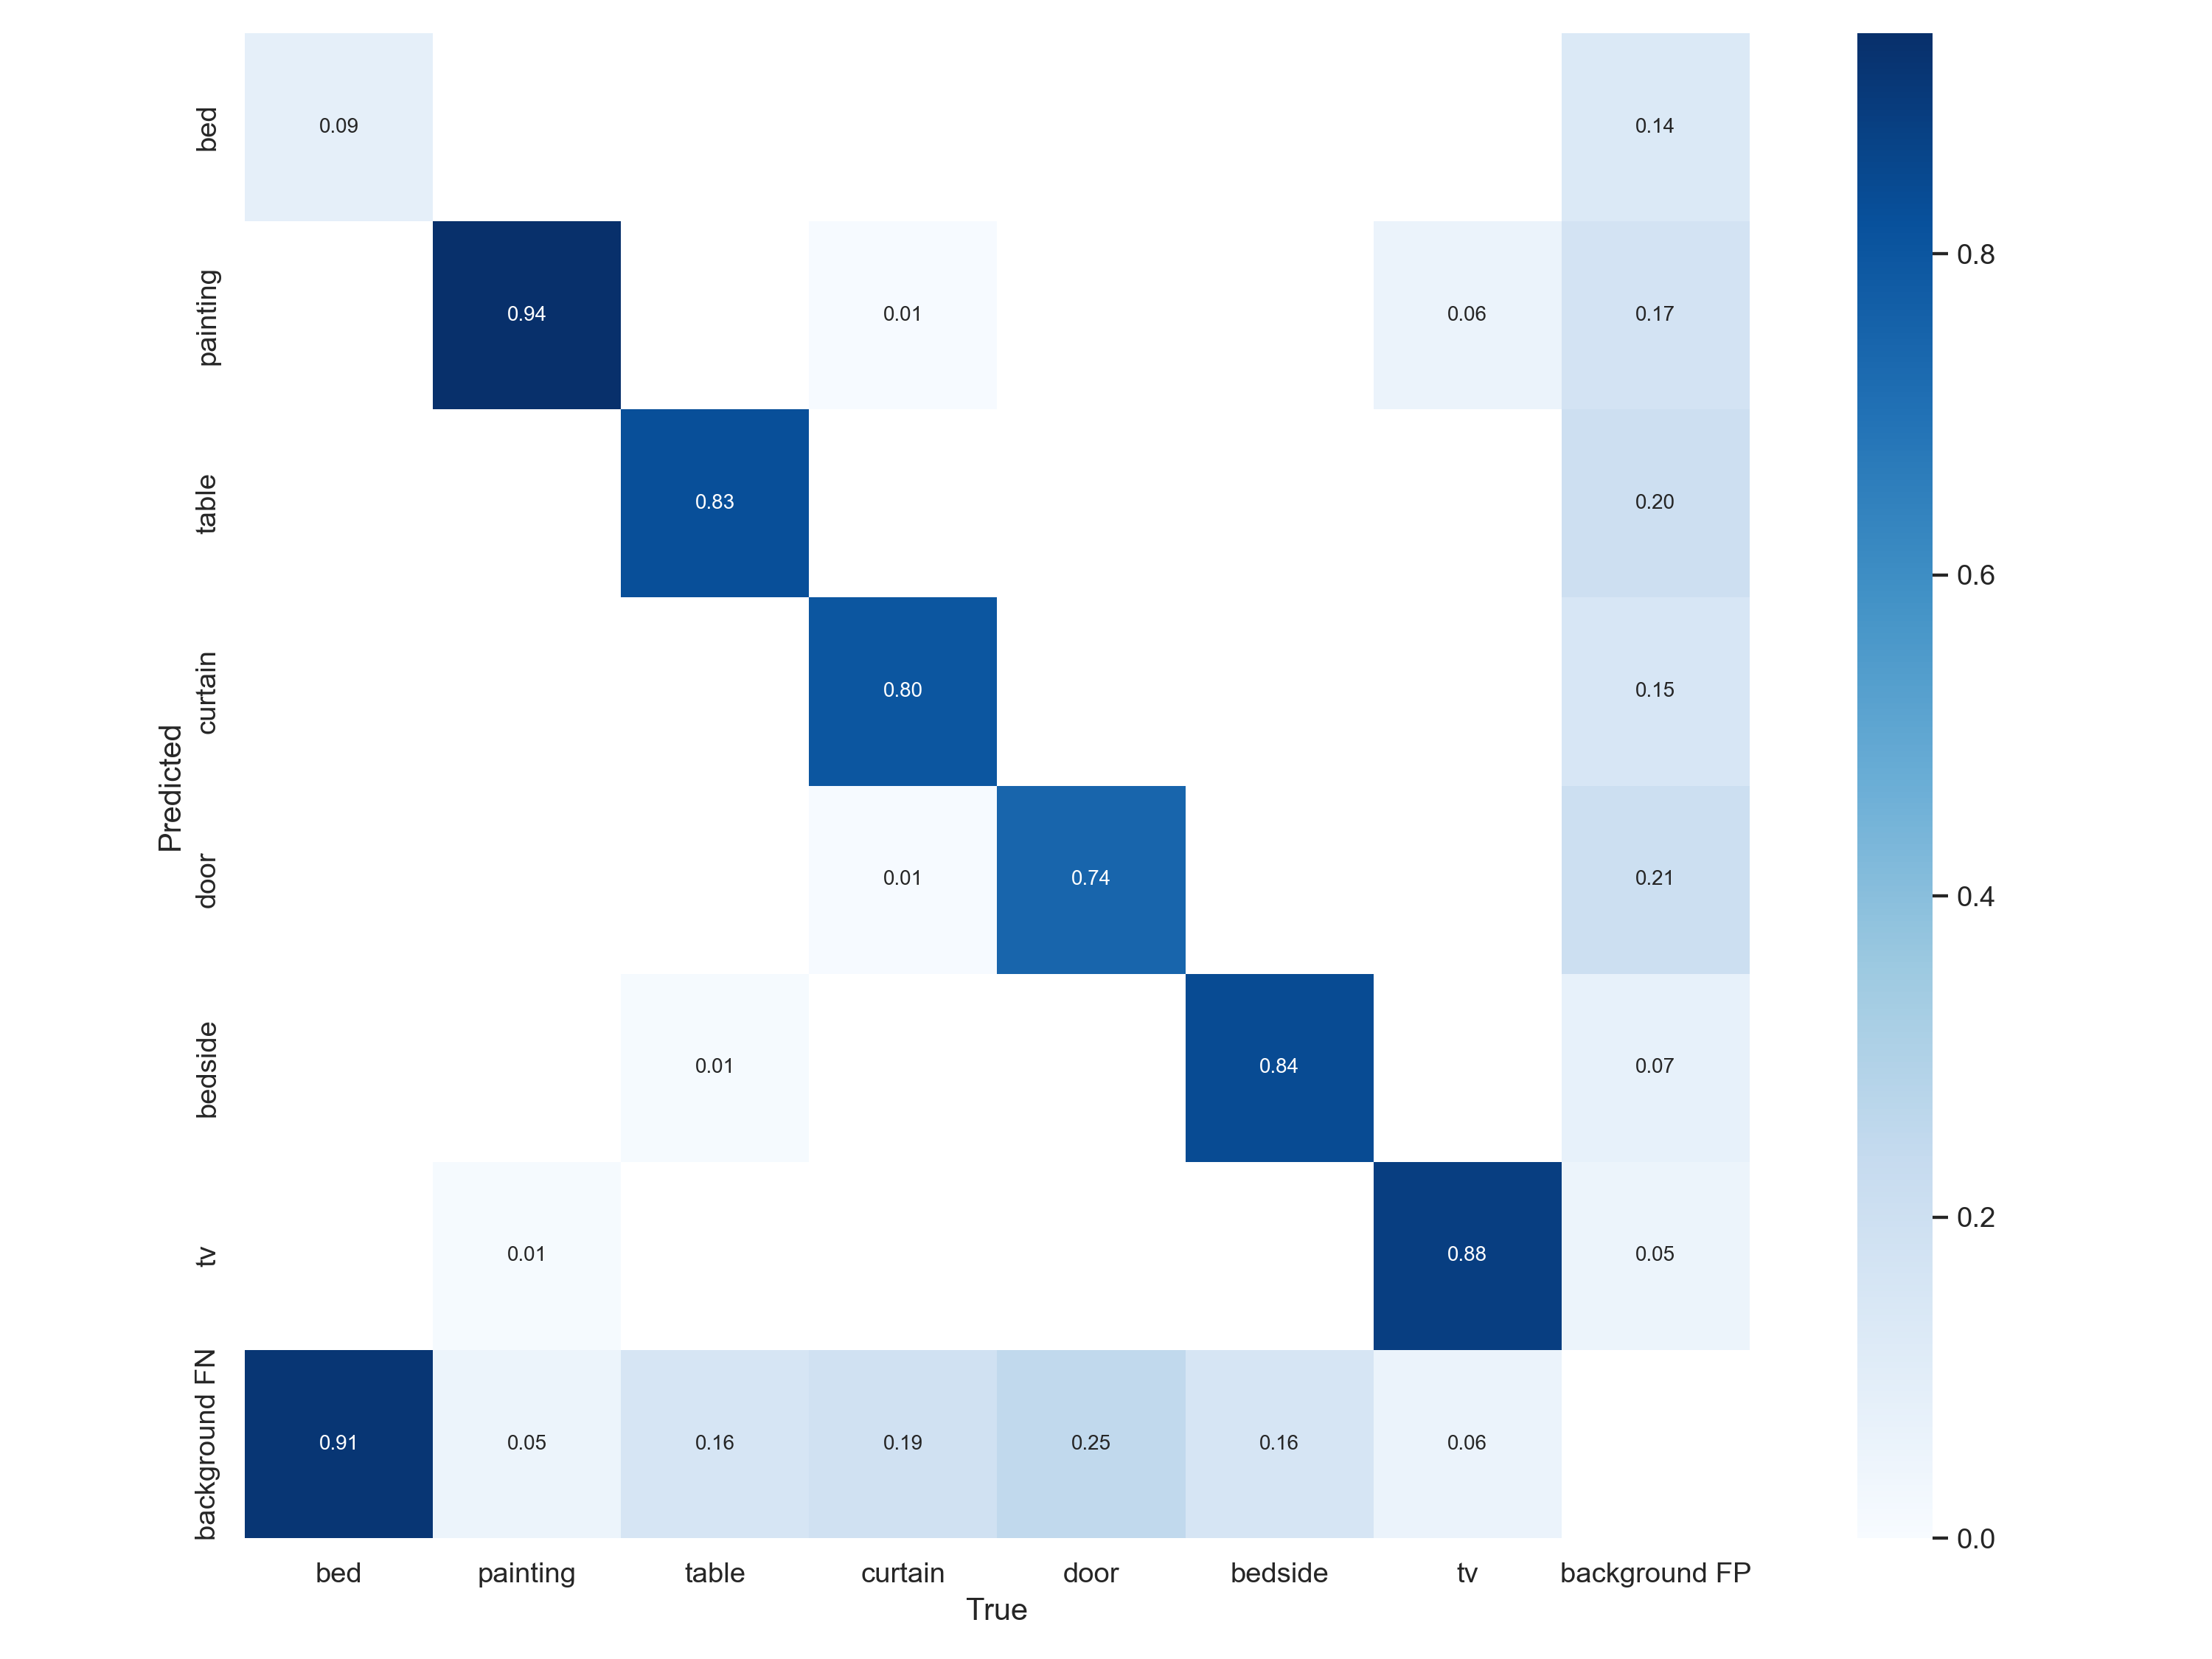 bed 0.09 0.14
painting 0.94 0.01 0.06 0.17
table 0.83 0.20
curtain 0.80 0.15
door 0.01 0.74 0.21
bedside 0.01 0.84 0.07
tv 0.01 0.88 0.05
background FN 0.91 0.05 0.16 0.19 0.25 0.16 0.06
Predicted
bed painting table curtain door bedside tv background FP
True
0.8
0.6
0.4
0.2
0.0